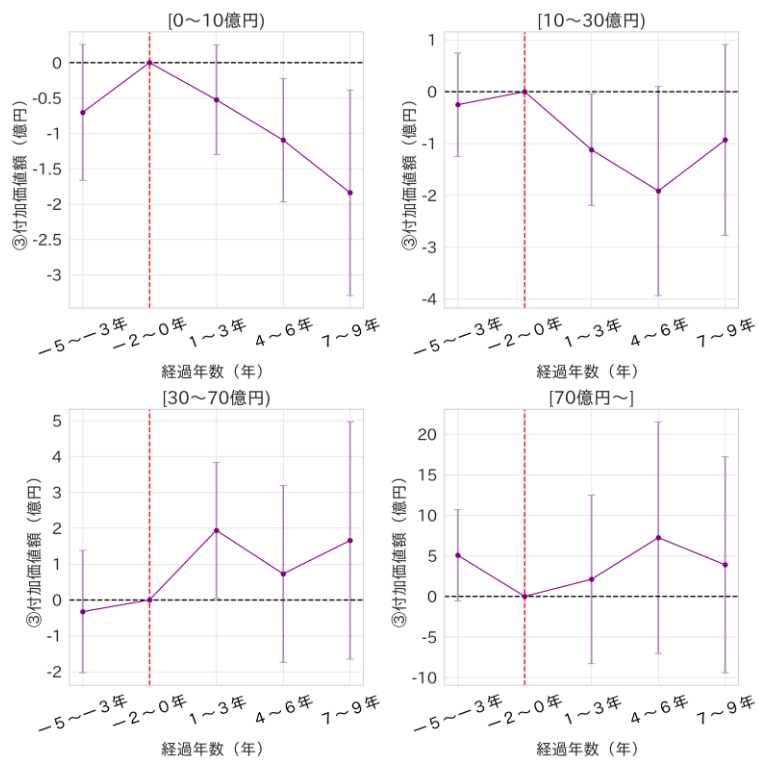 [0～10億円)
0
-0.5
-1
-1.5
-2
-2.5
-3
③付加価値額（億円）
－5～－3年
－2～0年
1～3年
4～6年
7～9年
経過年数（年）
[10～30億円)
1
0
-1
-2
-3
-4
③付加価値額（億円）
－5～－3年
－2～0年
1～3年
4～6年
7～9年
経過年数（年）
[30～70億円)
5
4
3
2
1
0
-1
-2
③付加価値額（億円）
－5～－3年
－2～0年
1～3年
4～6年
7～9年
経過年数（年）
[70億円～]
20
15
10
5
0
-5
-10
③付加価値額（億円）
－5～－3年
－2～0年
1～3年
4～6年
7～9年
経過年数（年）